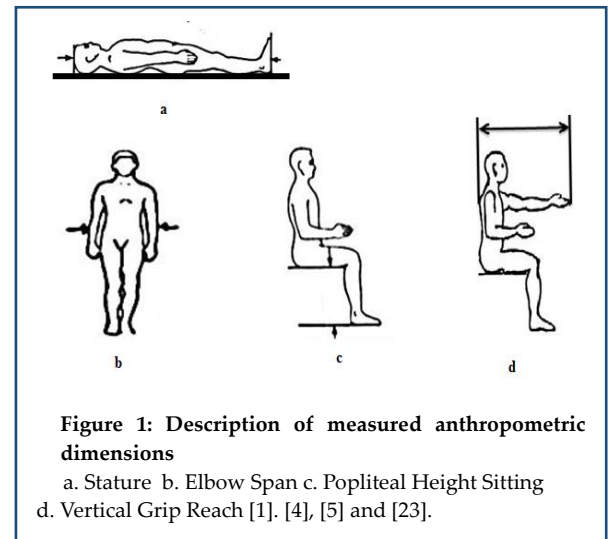 a
b
c
d
Figure 1: Description of measured anthropometric
dimensions
a. Stature b. Elbow Span c. Popliteal Height Sitting
d. Vertical Grip Reach [1]. [4], [5] and [23].